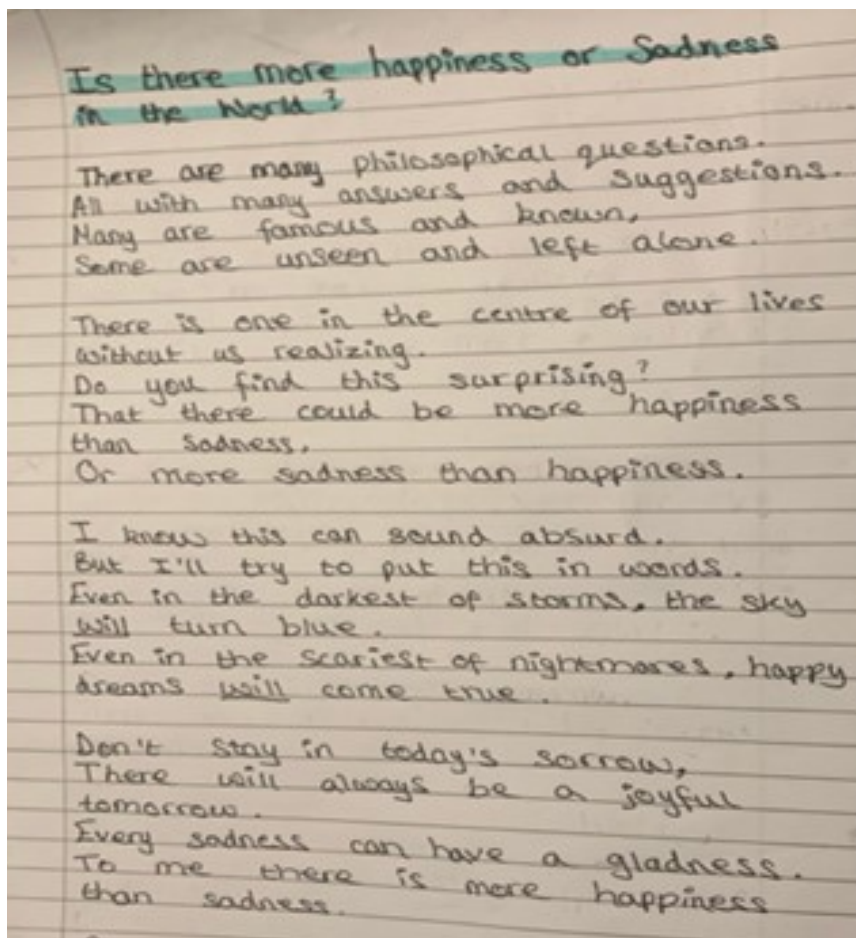 Is there more happiness or Sadness
in the World?
There are many philosophical questions.
All with many answers and suggestions.
Many are famous and known,
Some are unseen and left alone.
There is one in the centre of our lives
without us realizing.
Do you find this surprising?
That there could be more happiness
than sadness.
Or more sadness than happiness.
I know this can sound absurd.
But I'll try to put this in words.
Even in the darkest of storms, the sky
will turn blue.
Even in the scariest of nightmares, happy
dreams will come true.
Don't stay in today's sorrow,
There will always be a joyful
tomorrow.
Every sadness can have a gladness.
To me there is more happiness
than sadness.